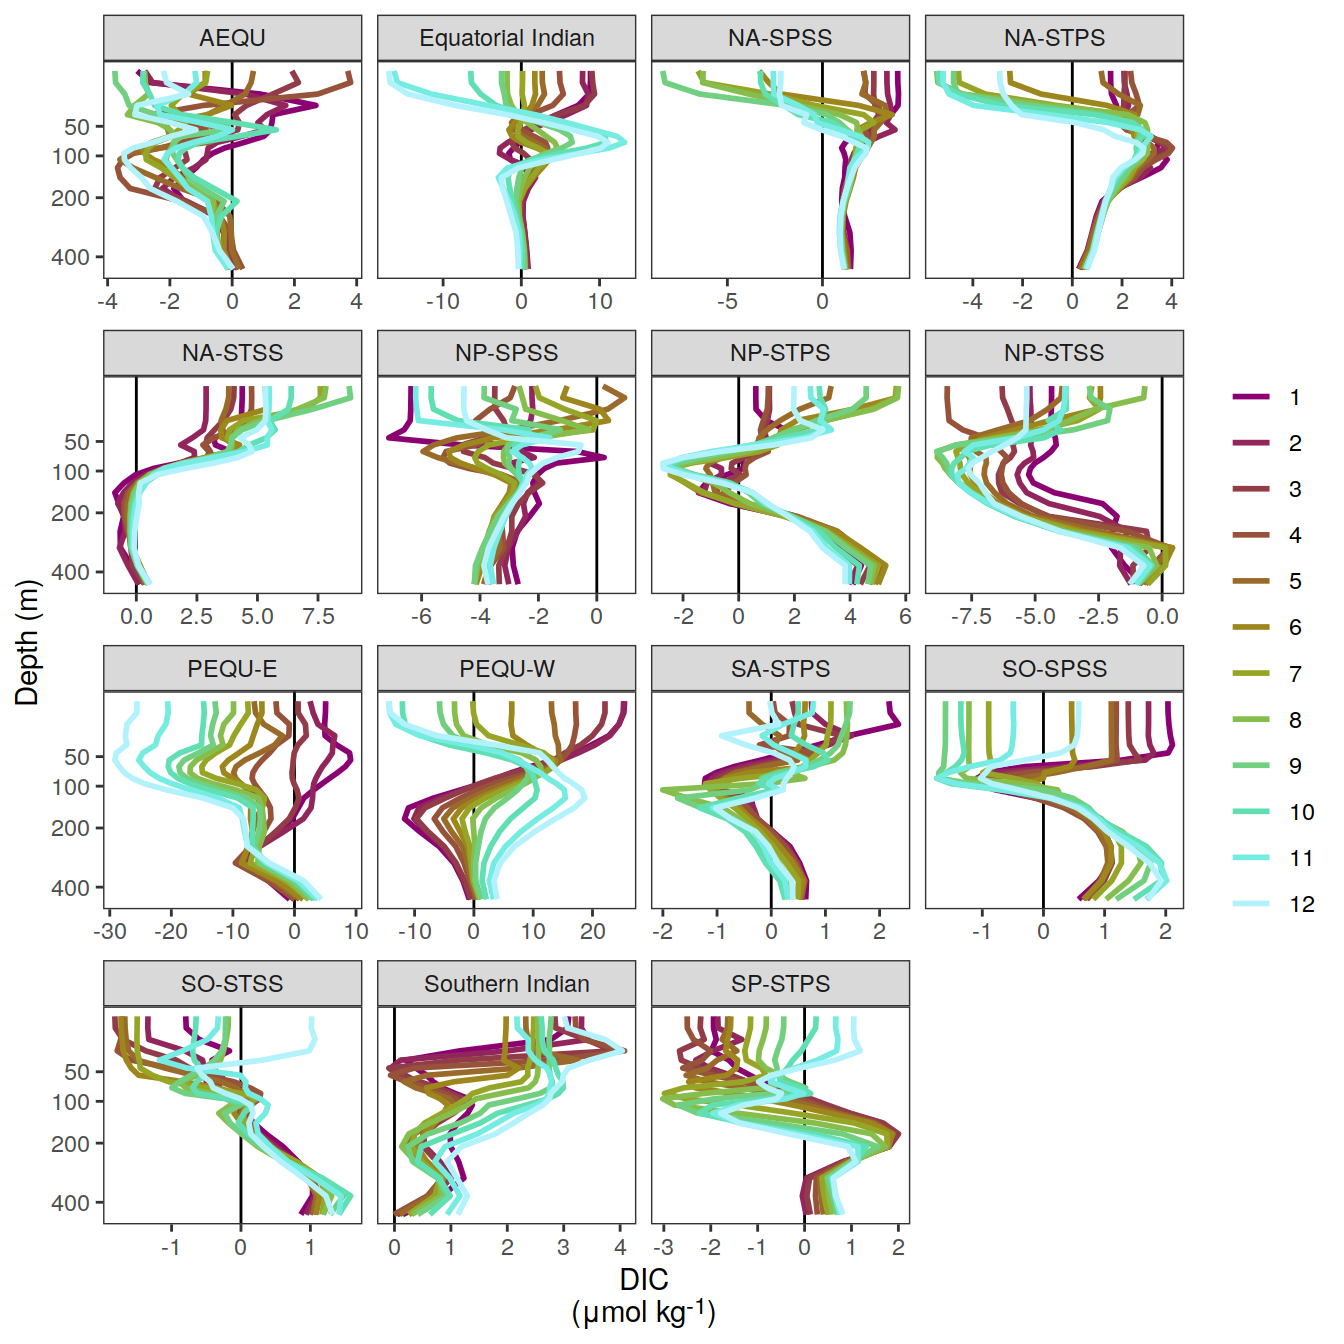 AEQU Equatorial Indian NA-SPSS NA-STPS
50
100
200
400
-4 -2 0 2 4 -10 0 10 -5 0 -4 -2 0 2 4
NA-STSS NP-SPSS NP-STPS NP-STSS
50
100
200
400
0.0 2.5 5.0 7.5 -6 -4 -2 0 -2 0 2 4 6 -7.5 -5.0 -2.5 0.0
PEQU-E PEQU-W SA-STPS SO-SPSS
50
100
200
400
-30 -20 -10 0 10 -10 0 10 20 -2 -1 0 1 2 -1 0 1 2
SO-STSS Southern Indian SP-STPS
50
100
200
400
-1 0 1 0 1 2 3 4 -3 -2 -1 0 1 2
Depth (m)
DIC
(µmol kg⁻¹)
1
2
3
4
5
6
7
8
9
10
11
12